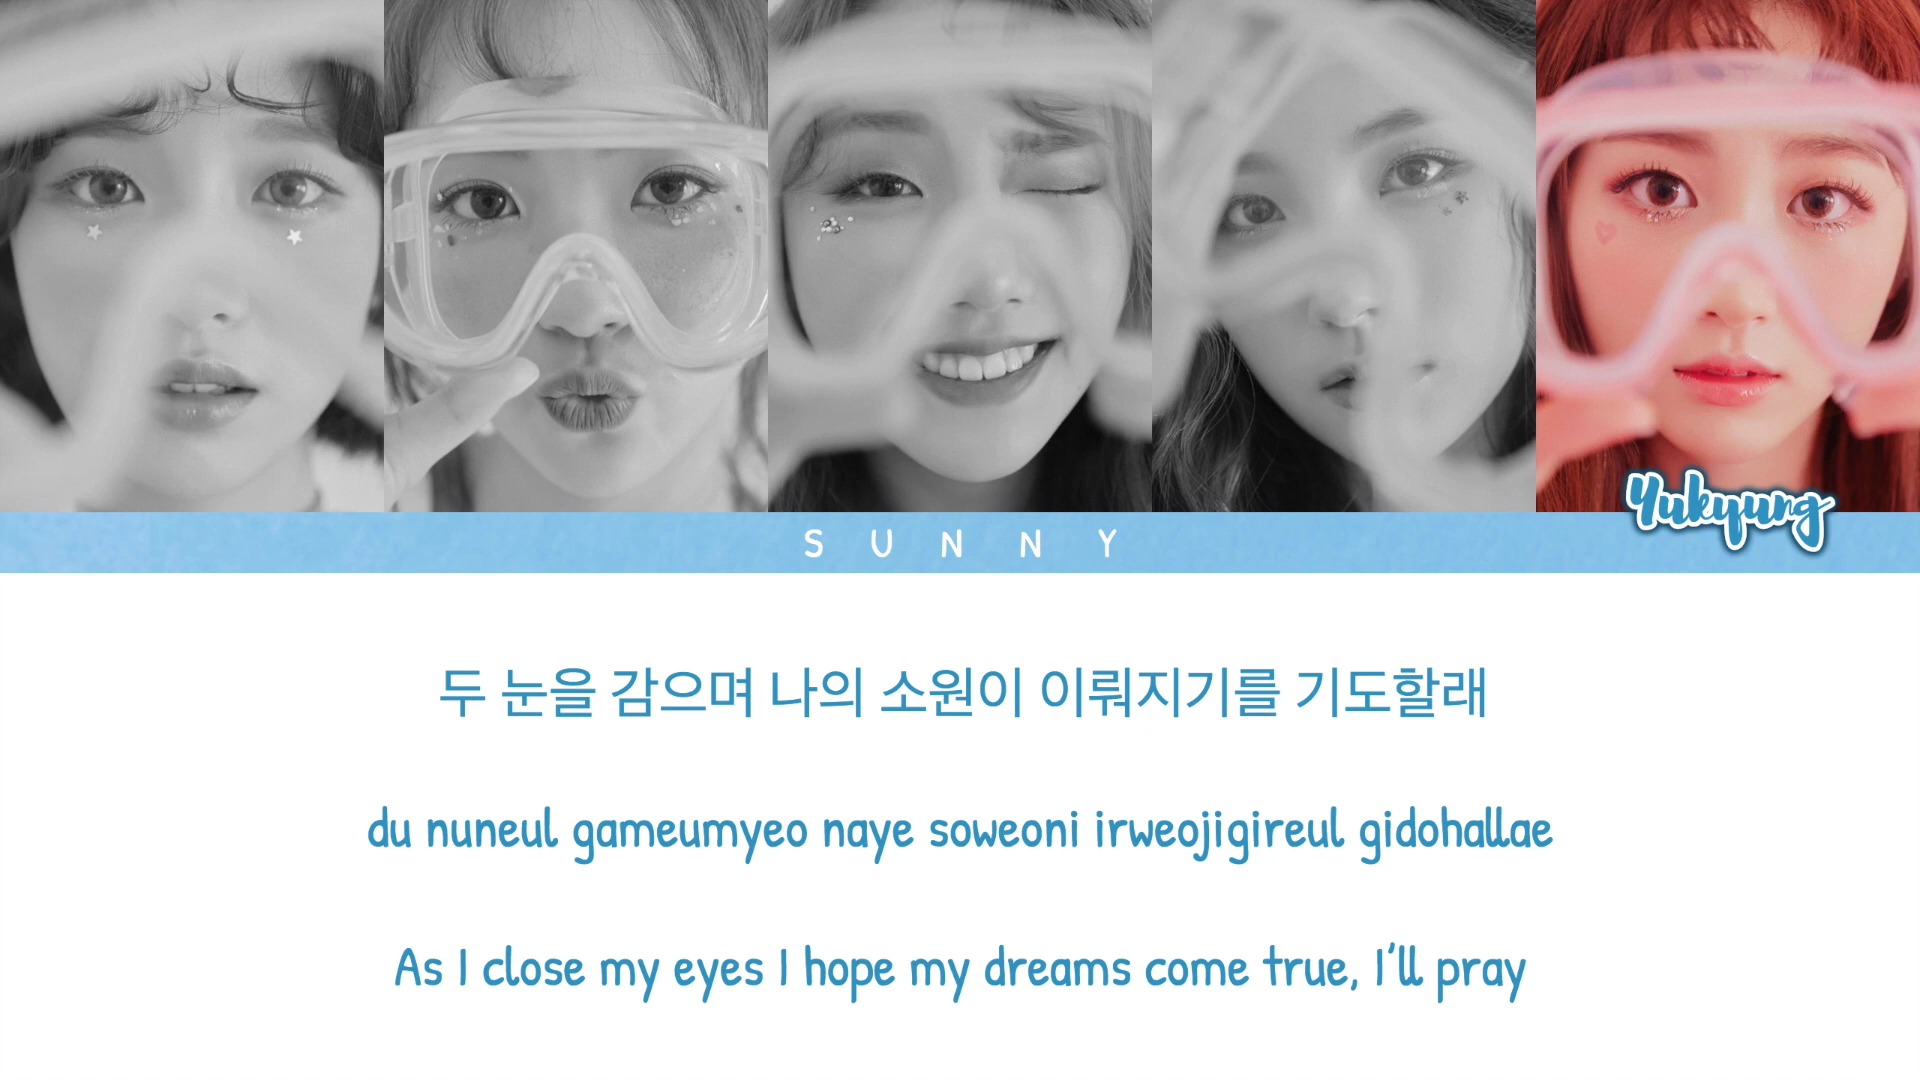 Yukyung
SUNNY
두 눈을 감으며 나의 소원이 이뤄지기를 기도할래
du nuneul gameumyeo naye soweoni irweojigireul gidohallae
As I close my eyes I hope my dreams come true, I'll pray